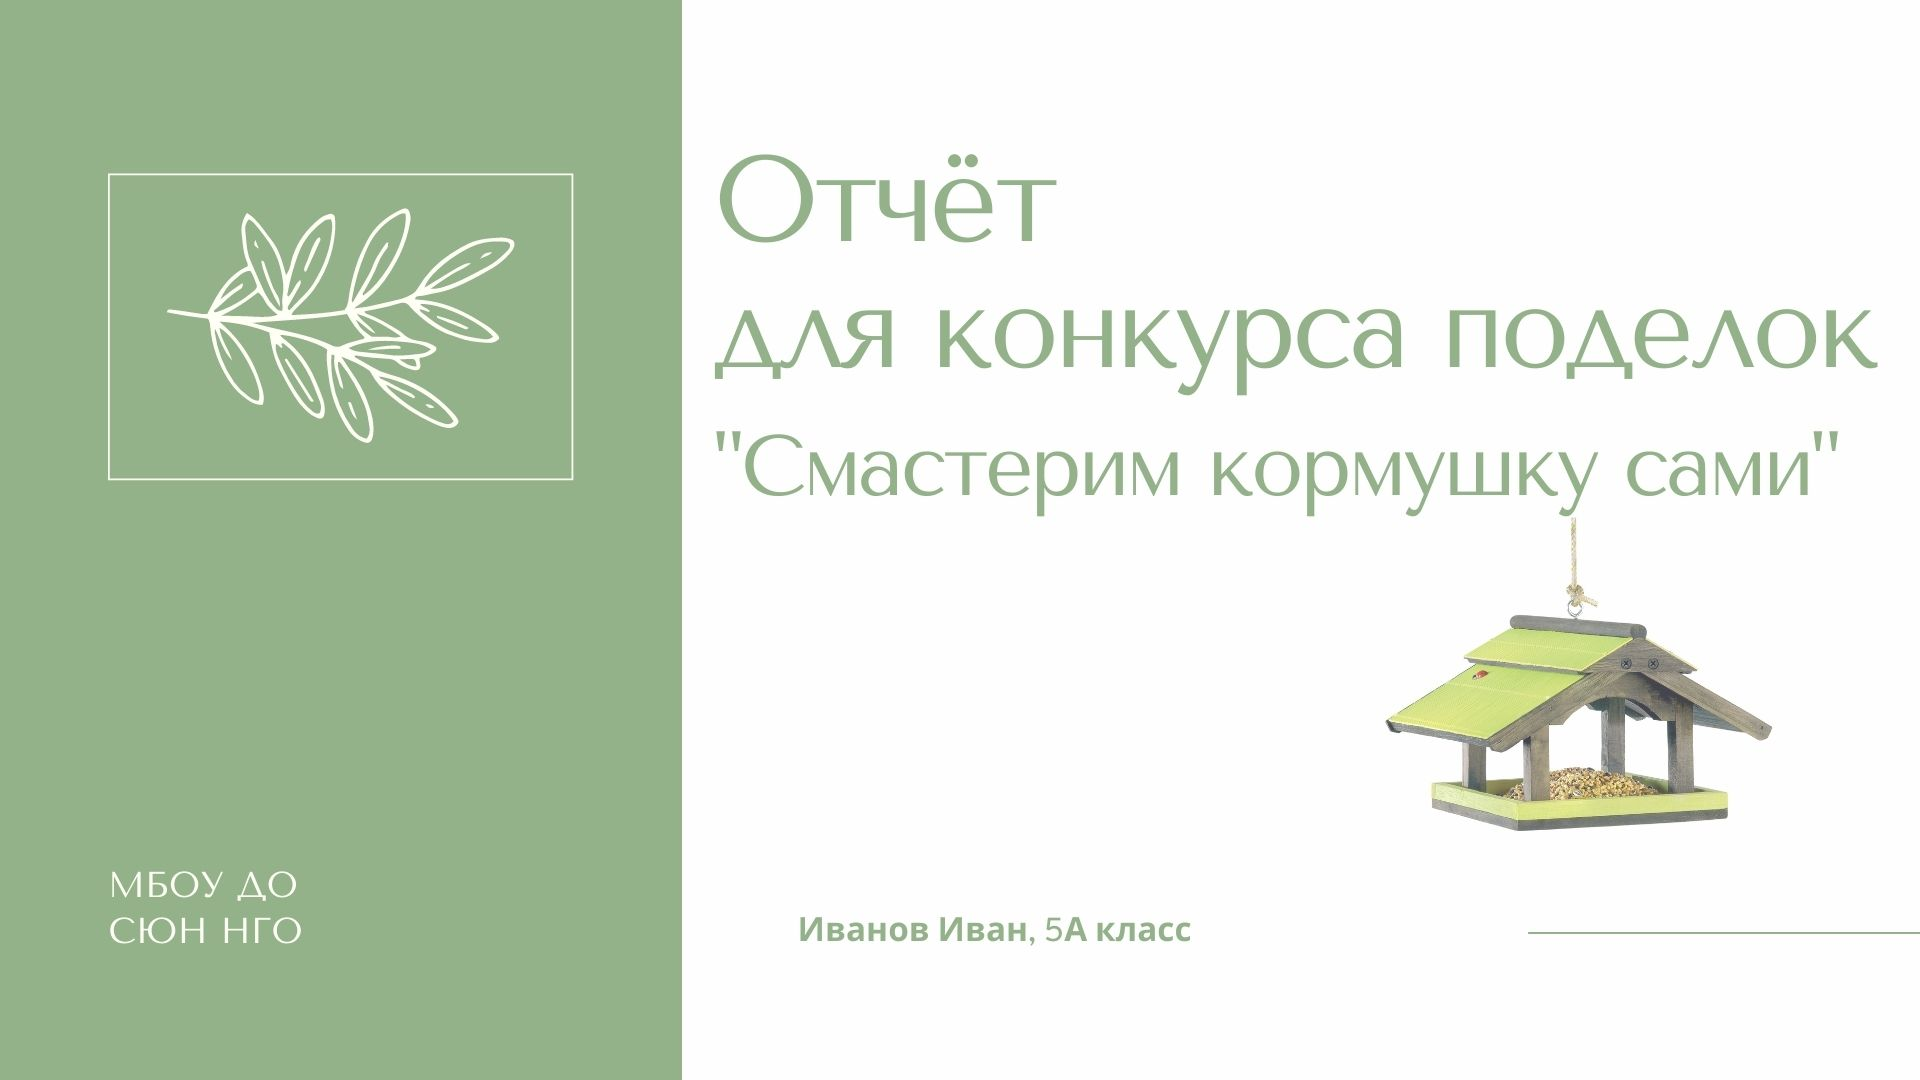 Отчёт
для конкурса поделок
"Смастерим кормушку сами"
МБОУ ДО
СЮН НГО
Иванов Иван, 5А класс